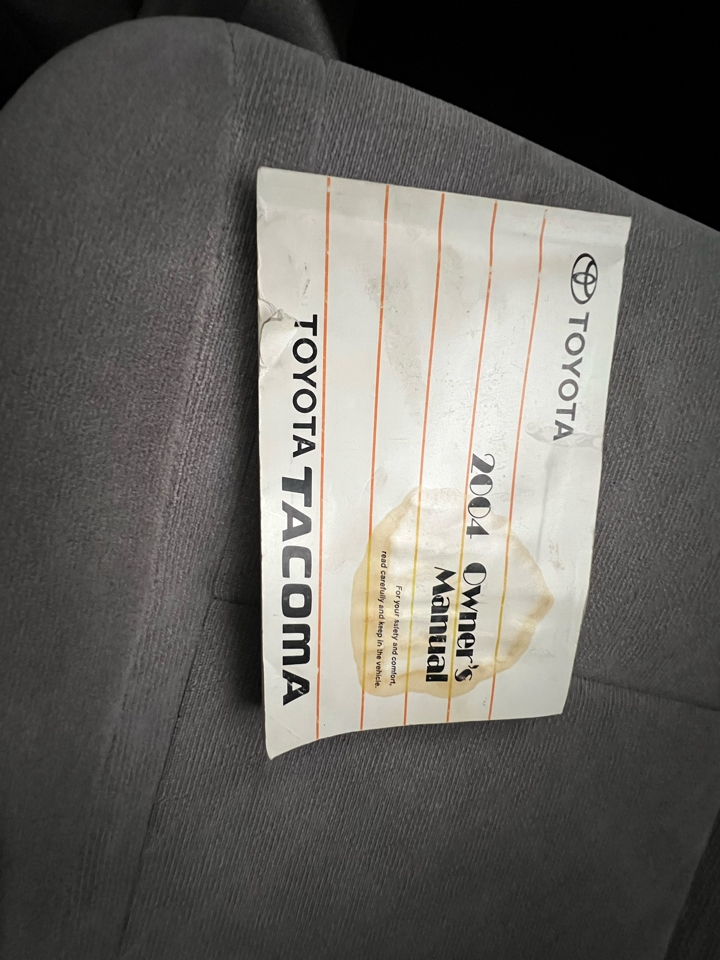 TOYOTA
2004 Owner's
Manual
For your safety and comfort,
read carefully and keep in the vehicle.
TOYOTA TACOMA